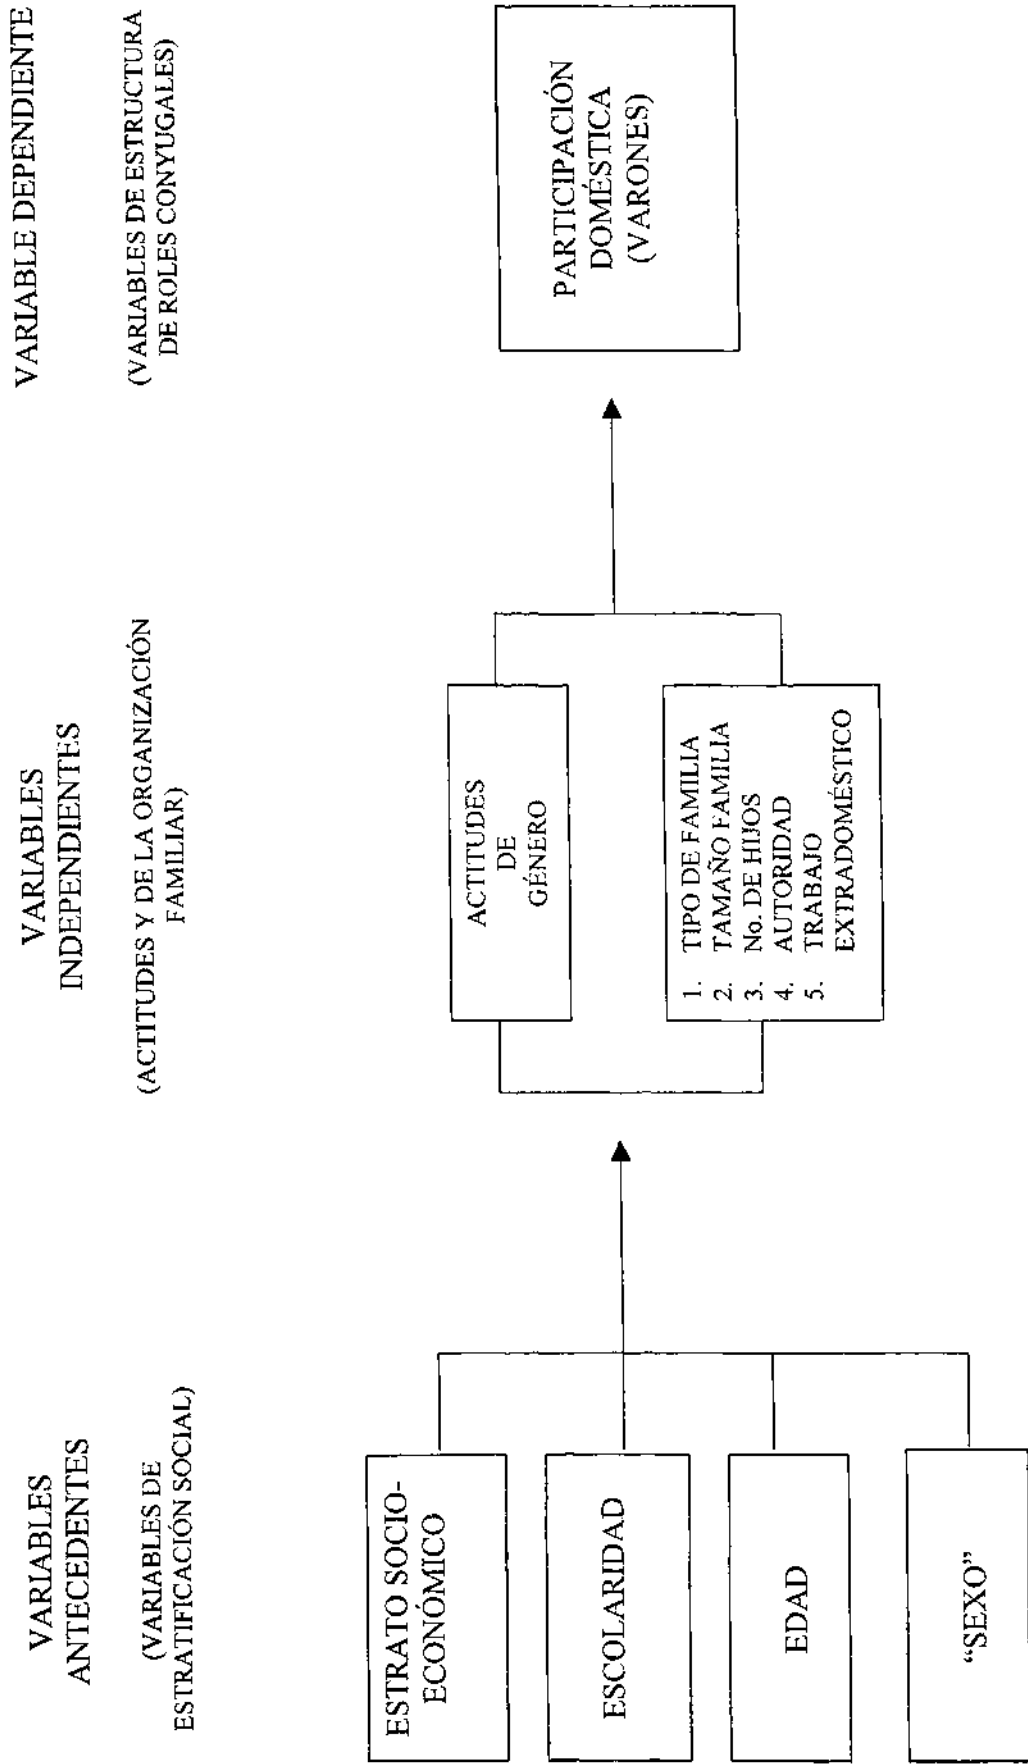 VARIABLES
ANTECEDENTES
(VARIABLES DE
ESTRATIFICACIÓN SOCIAL)
ESTRATO SOCIO-
ECONÓMICO
ESCOLARIDAD
EDAD
“SEXO”
VARIABLES
INDEPENDIENTES
(ACTITUDES Y DE LA ORGANIZACIÓN
FAMILIAR)
ACTITUDES
DE
GÉNERO
1. TIPO DE FAMILIA
2. TAMAÑO FAMILIA
3. No. DE HIJOS
4. AUTORIDAD
5. TRABAJO
EXTRADOMÉSTICO
VARIABLE DEPENDIENTE
(VARIABLES DE ESTRUCTURA
DE ROLES CONYUGALES)
PARTICIPACIÓN
DOMÉSTICA
(VARONES)